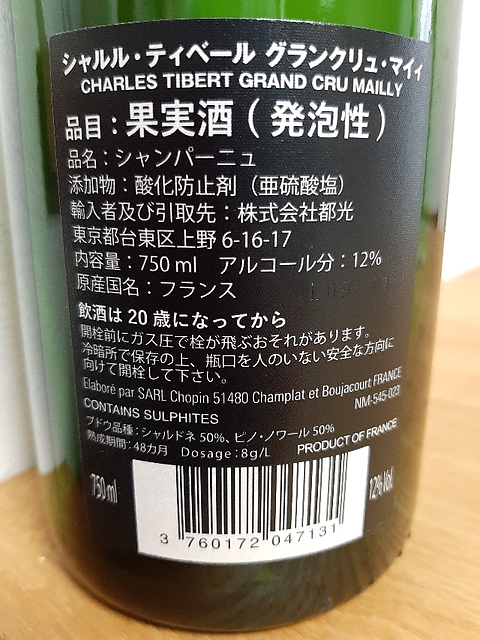 シャルル・ティベール グランクリュ・マイィ
CHARLES TIBERT GRAND CRU MAILLY
品目：果実酒（発泡性）
品名：シャンパーニュ
添加物：酸化防止剤（亜硫酸塩）
輸入者及び引取先：株式会社都光
東京都台東区上野 6-16-17
内容量：750 ml アルコール分：12%
原産国名：フランス
飲酒は 20 歳になってから
開栓前にガス圧で栓が飛ぶおそれがあります。
冷暗所で保存の上、瓶口を人のいない安全な方向に
向けて開栓して下さい。
Elaboré par SARL Chopin 51480 Champlat et Boujacourt FRANCE
NM-545-023
CONTAINS SULPHITES
ブドウ品種：シャルドネ 50%、ピノ・ノワール 50%
熟成期間：48カ月 Dosage：8g/L
PRODUCT OF FRANCE
750 ml
12% Vol.
3 760172 047131